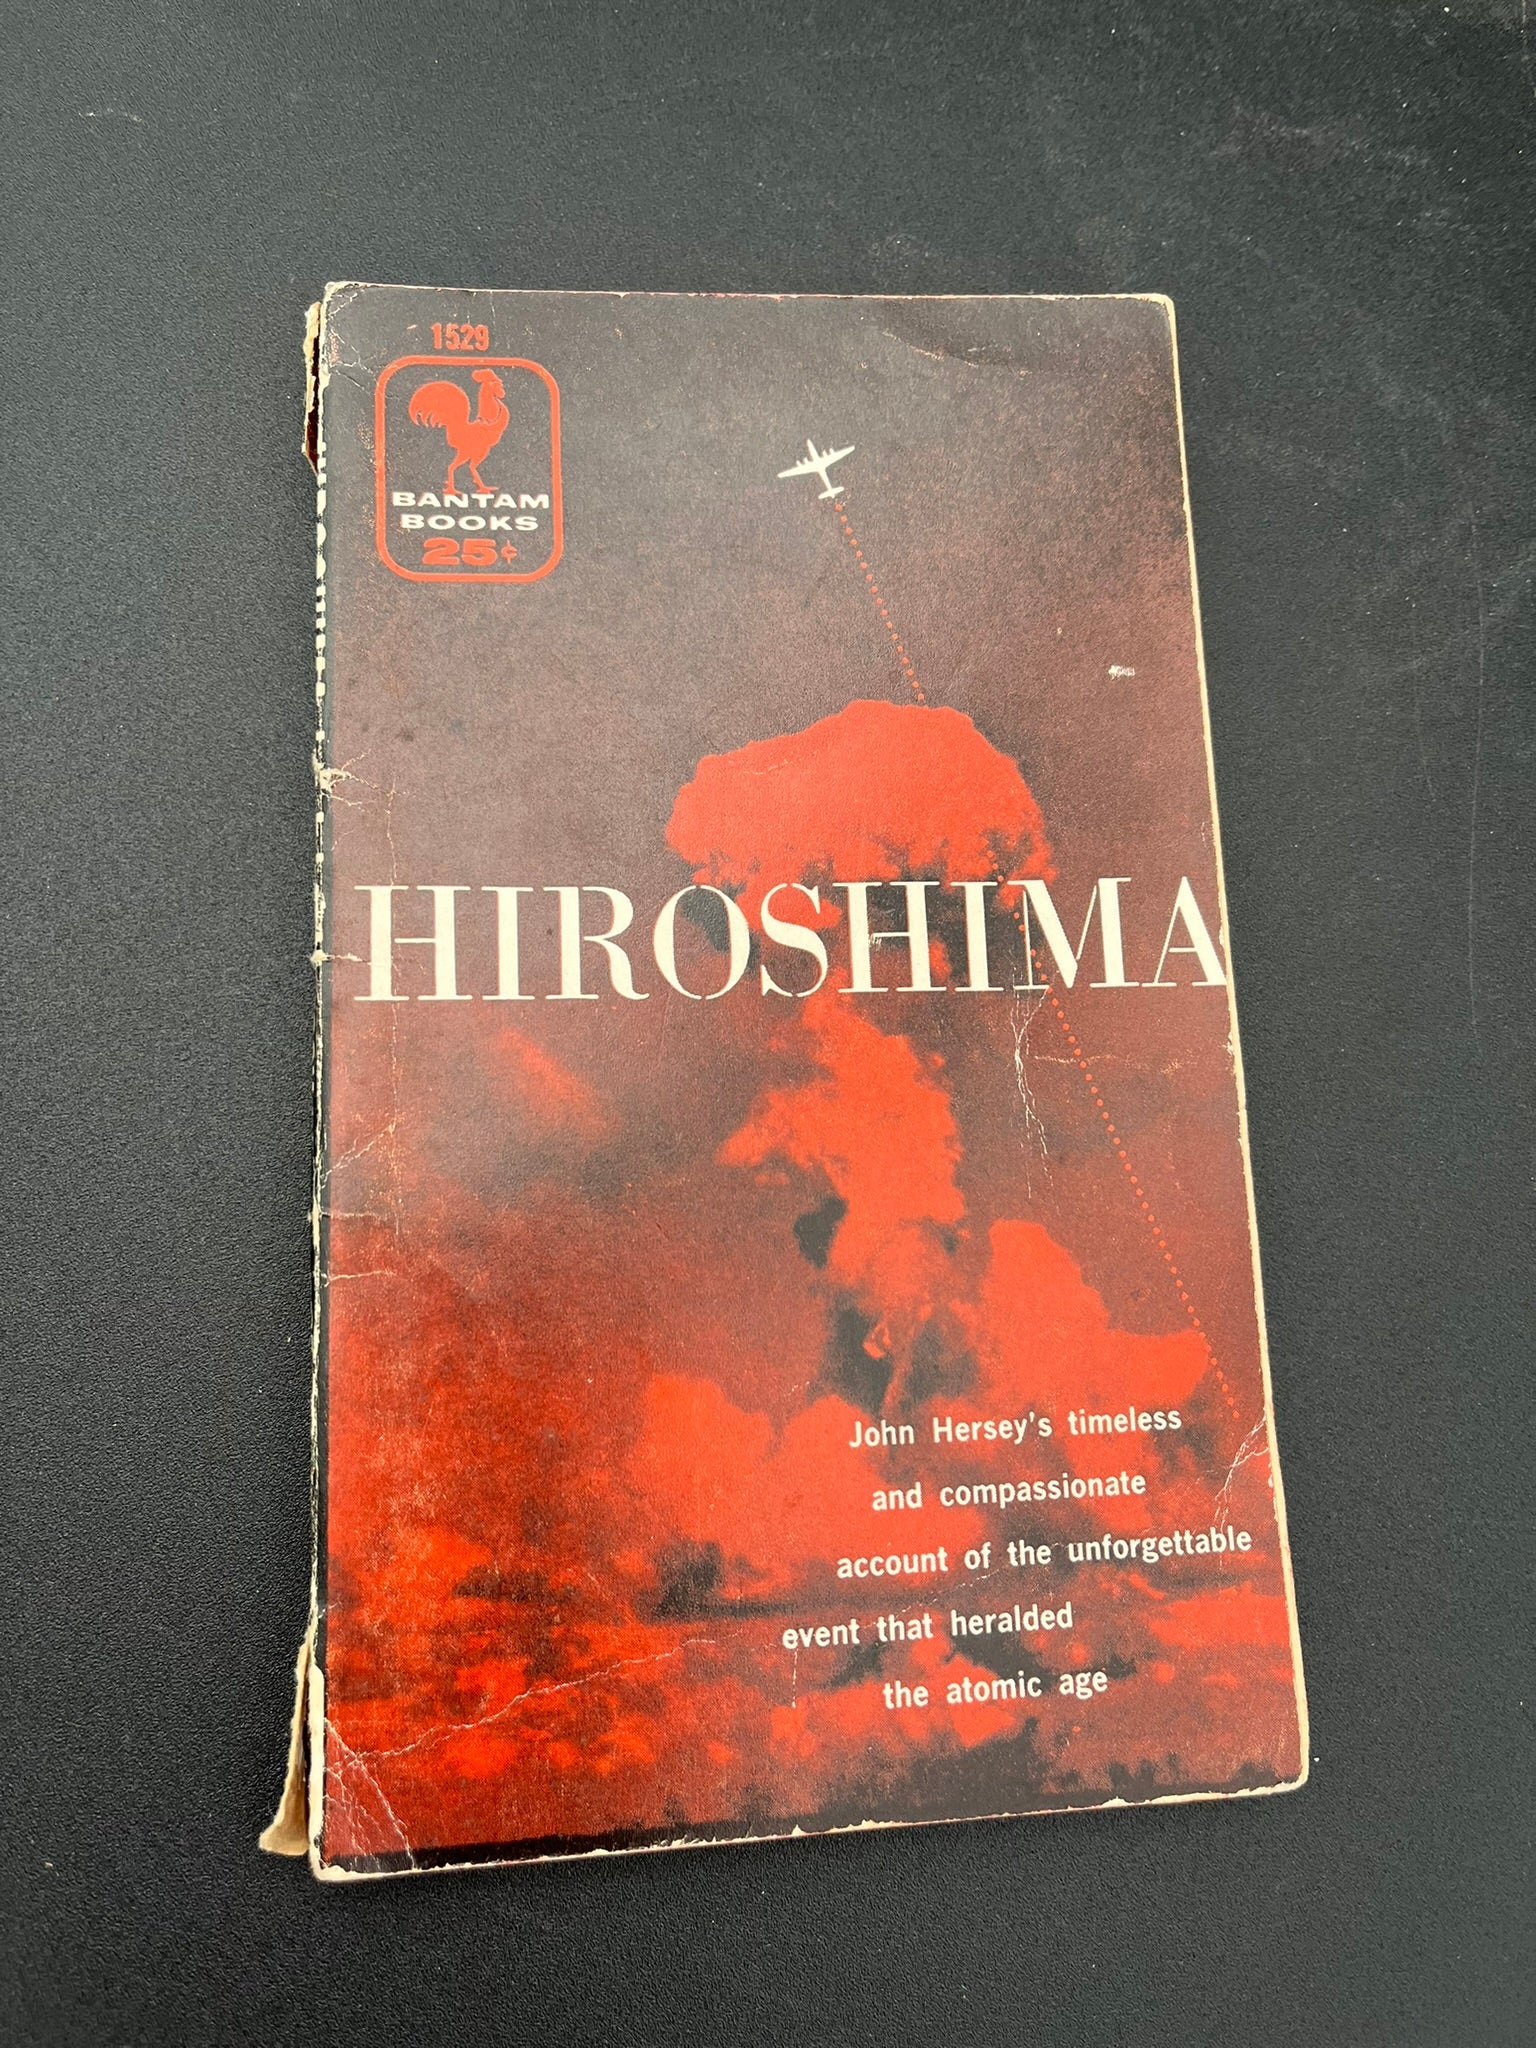 1529
BANTAM
BOOKS
25¢
HIROSHIMA
John Hersey's timeless
and compassionate
account of the unforgettable
event that heralded
the atomic age